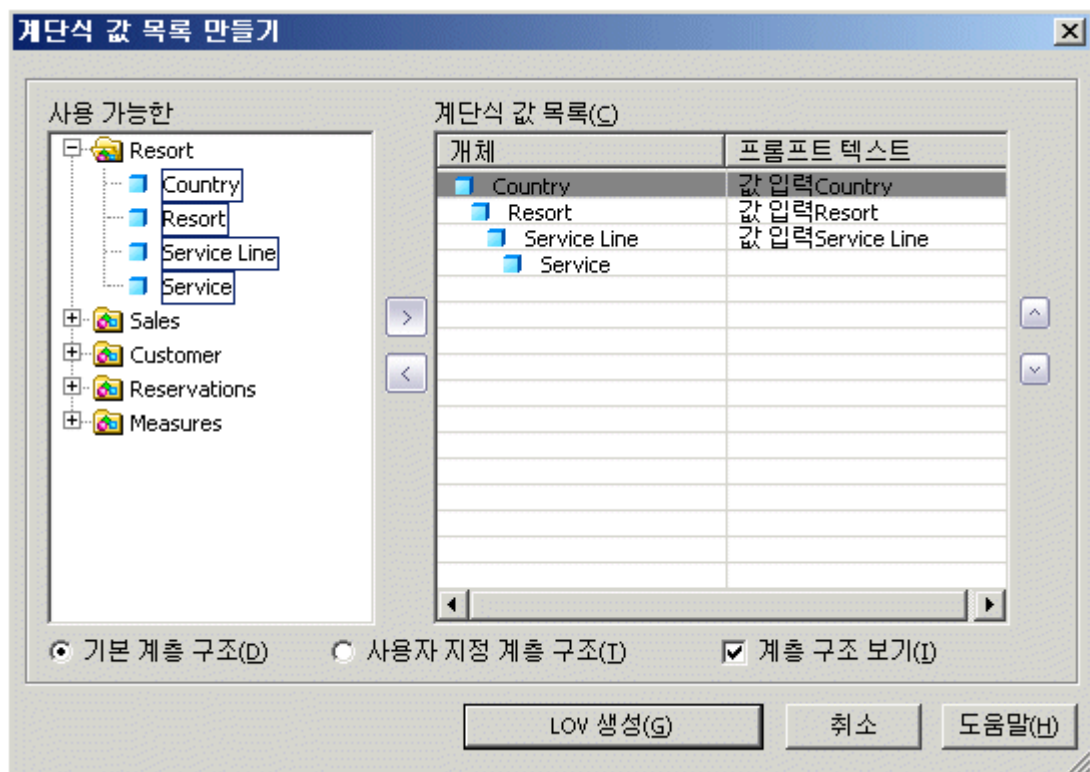 계단식 값 목록 만들기
사용 가능한
Resort
Country
Resort
Service Line
Service
Sales
Customer
Reservations
Measures
계단식 값 목록(C)
개체 프롬프트 텍스트
Country 값 입력Country
Resort 값 입력Resort
Service Line 값 입력Service Line
Service
기본 계층 구조(D) 사용자 지정 계층 구조(T) 계층 구조 보기(I)
LOV 생성(G) 취소 도움말(H)